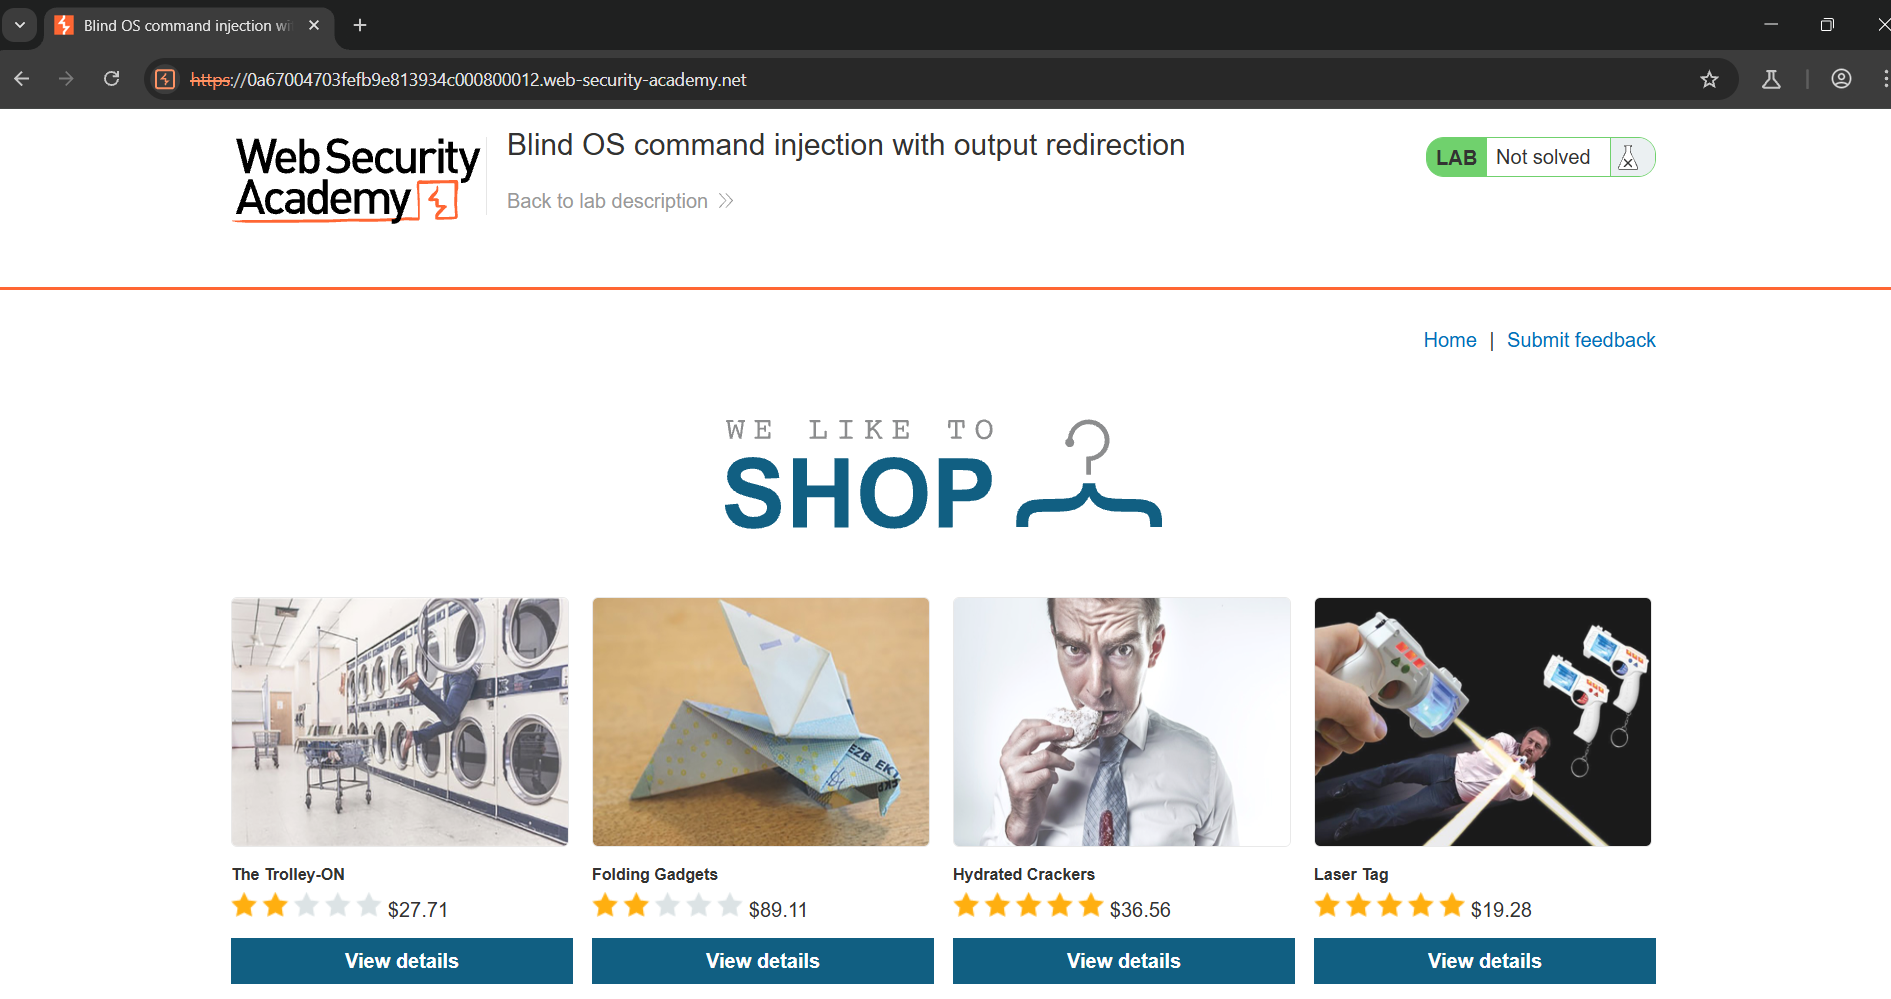 Blind OS command injection wi
https://0a67004703fefb9e813934c000800012.web-security-academy.net
Web Security
Academy
Blind OS command injection with output redirection
Back to lab description
LAB Not solved
Home | Submit feedback
WE LIKE TO
SHOP
EZB EK
The Trolley-ON
$27.71
View details
Folding Gadgets
$89.11
View details
Hydrated Crackers
$36.56
View details
Laser Tag
$19.28
View details